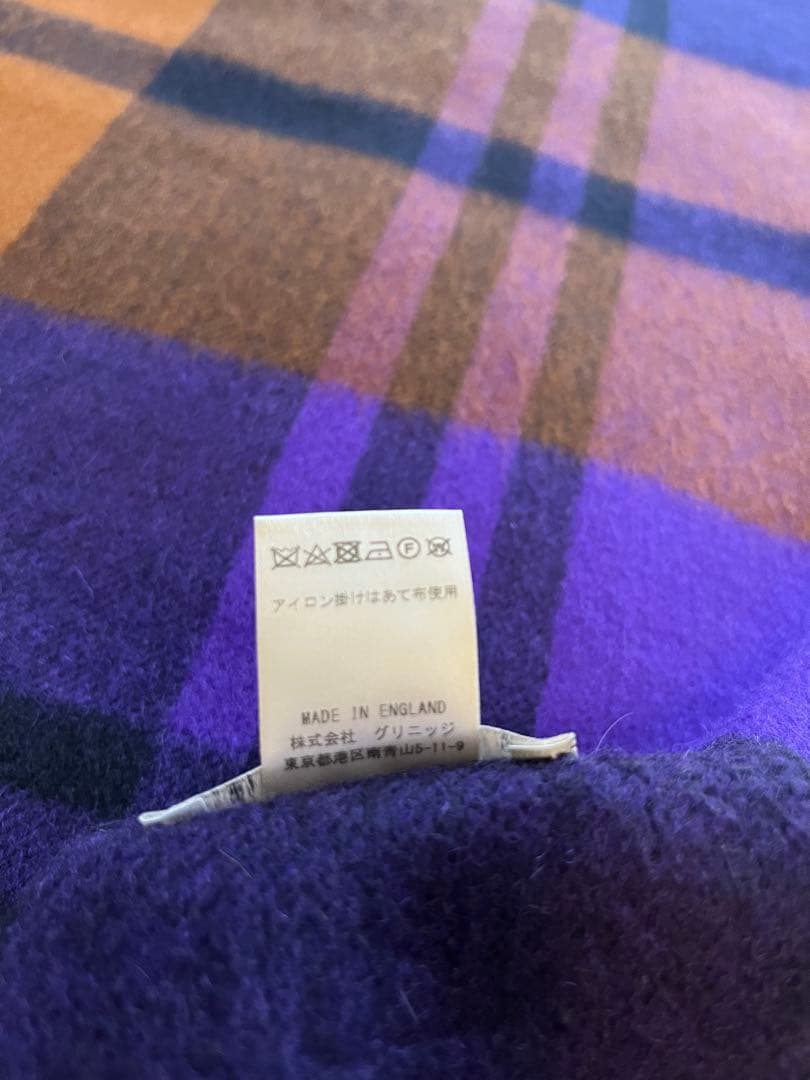 アイロン掛けはあて布使用
MADE IN ENGLAND
株式会社 グリニッジ
東京都港区南青山5-11-9